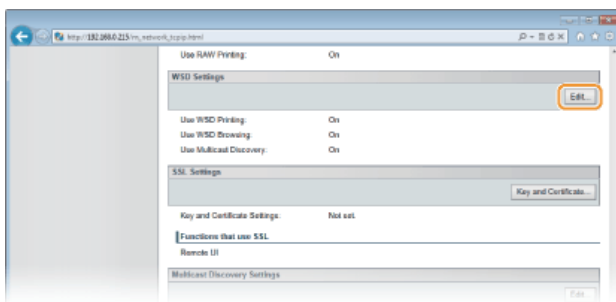 http://192.168.0.215/m_network_tcpip.html
Use RAW Printing: On
WSD Settings
Edit...
Use WSD Printing: On
Use WSD Browsing: On
Use Multicast Discovery: On
SSL Settings
Key and Certificate...
Key and Certificate Settings: Not set.
Functions that use SSL
Remote UI
Multicast Discovery Settings
Edit...